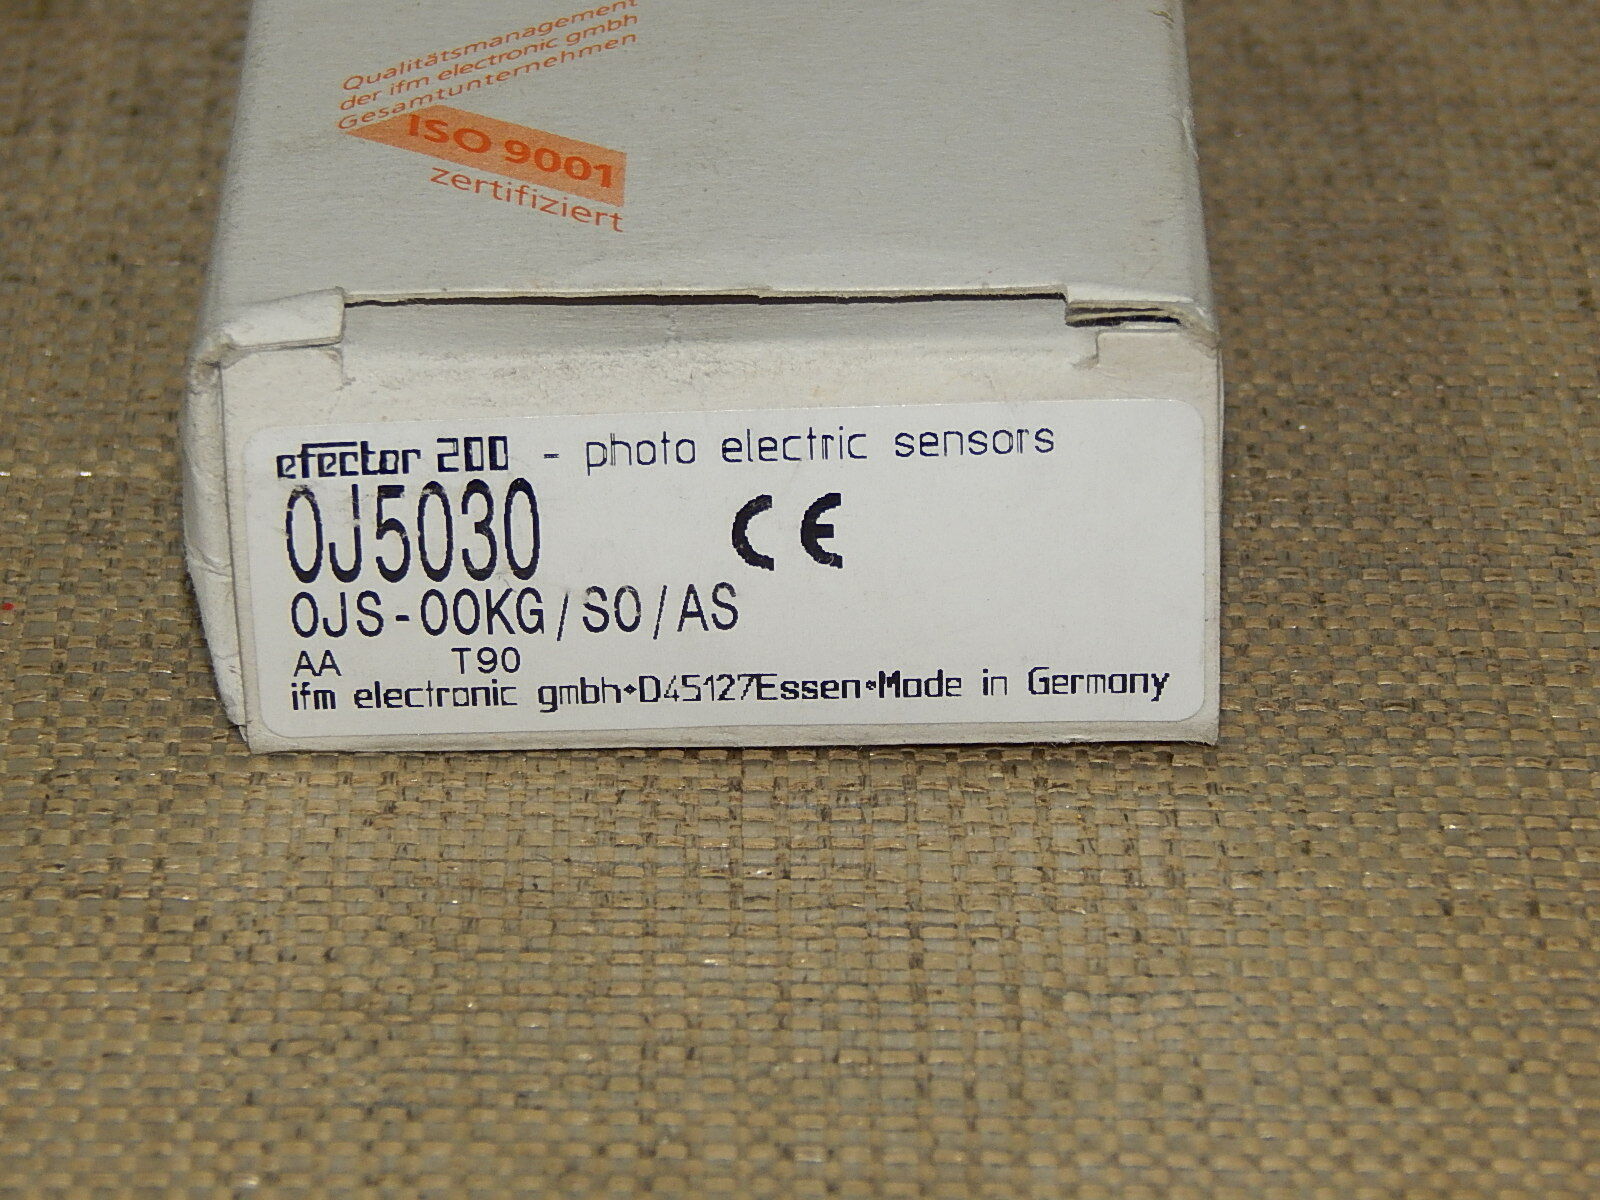 Qualitätsmanagement
der ifm electronic gmbh
Gesamtunternehmen
ISO 9001
zertifiziert
efector 200 - photo electric sensors
OJ5030 CE
OJS-OOKG/SO/AS
AA T90
ifm electronic gmbh•D45127Essen•Made in Germany